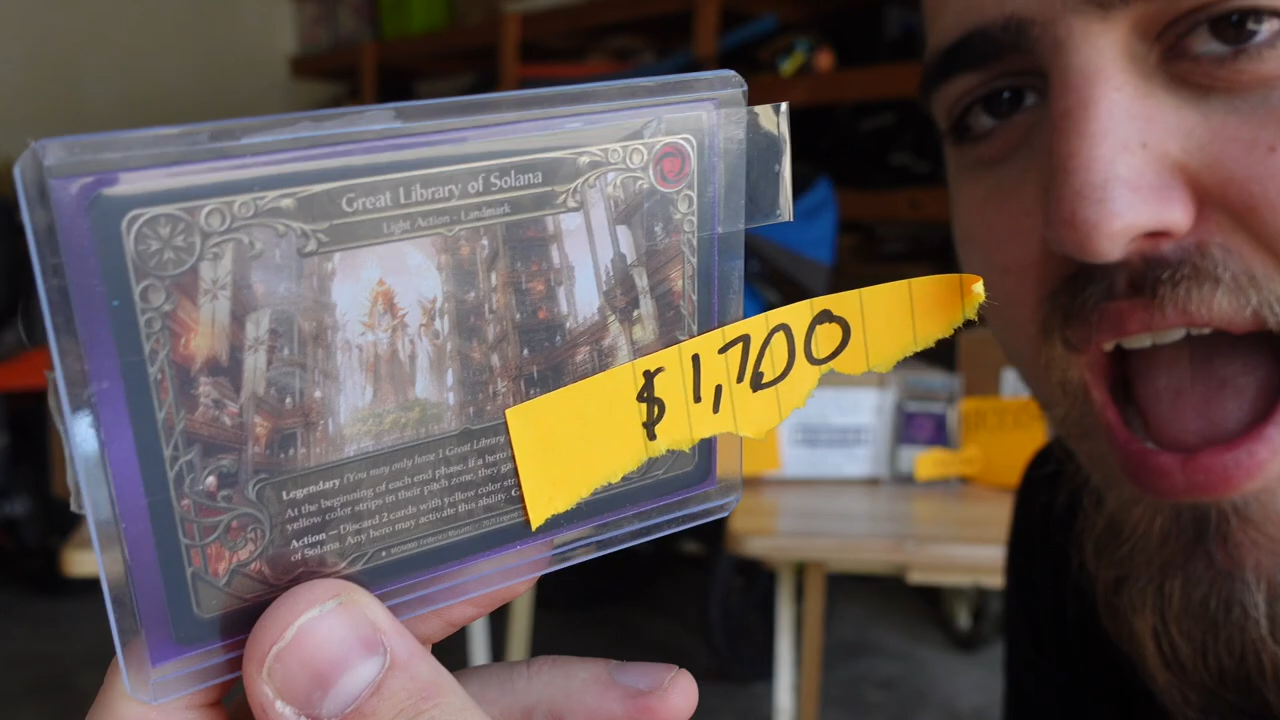 Great Library of Solana
Light Action - Landmark
$1,700
Legendary (You may only have 1 Great Library
At the beginning of each end phase, if a hero
yellow color strips in their pitch zone, they
Action — Discard 2 cards with yellow color
of Solana. Any hero may activate this ability.